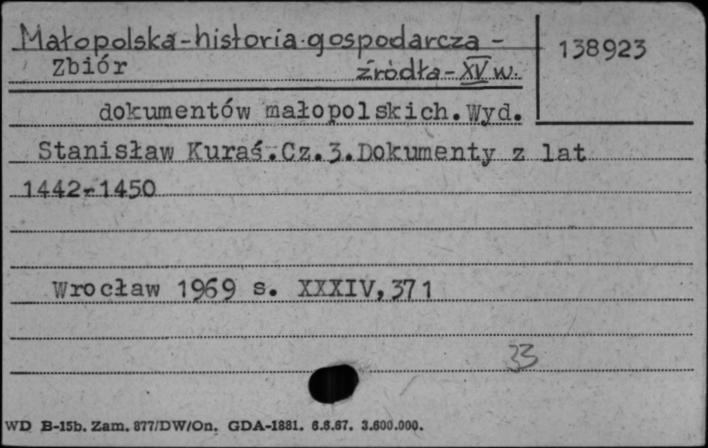 Małopolska-historia gospodarcza -
138923
Zbiór źródła - XV w.
dokumentów małopolskich. Wyd.
Stanisław Kuraś. Cz. 3. Dokumenty z lat
1442-1450
Wrocław 1969 s. XXXIV, 371
33
WD B-15b. Zam. 877/DW/On. GDA-1881. 6.6.67. 3.600.000.